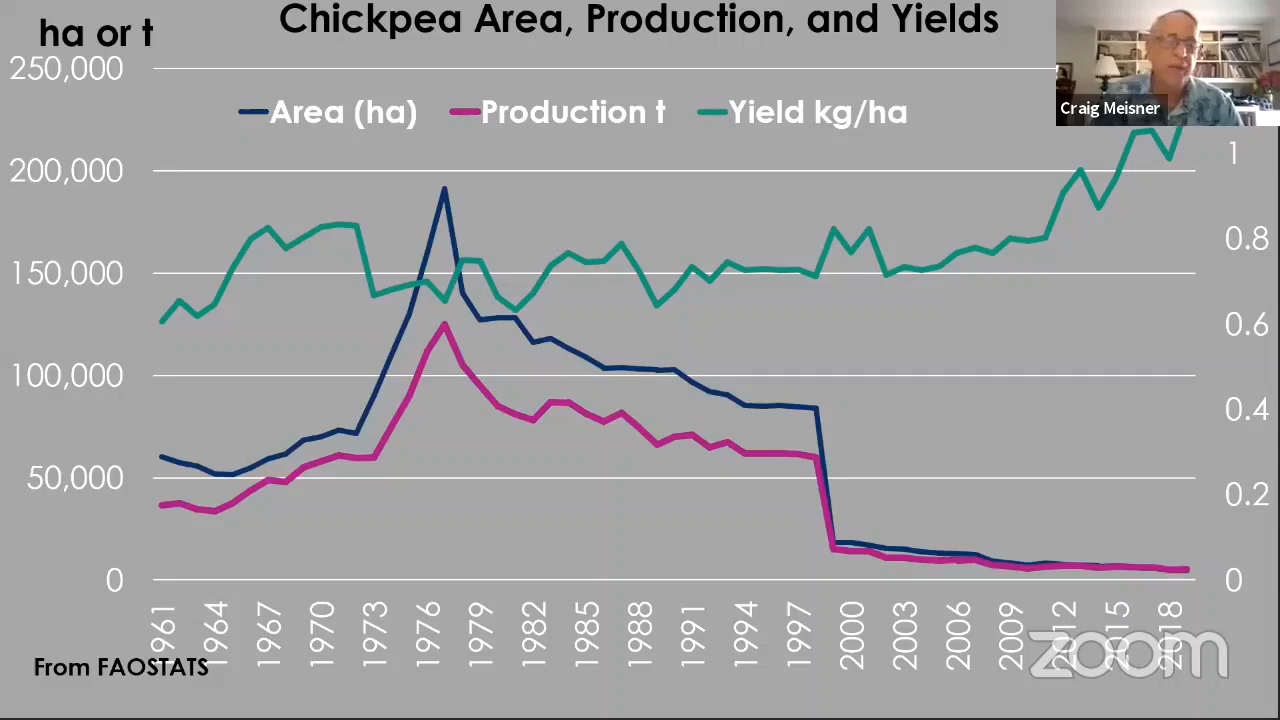 Chickpea Area, Production, and Yields
ha or t
Craig Meisner
Area (ha) Production t Yield kg/ha
250,000
200,000
150,000
100,000
50,000
0
1
0.8
0.6
0.4
0.2
0
1961 1964 1967 1970 1973 1976 1979 1982 1985 1988 1991 1994 1997 2000 2003 2006 2009 2012 2015 2018
From FAOSTATS
zoom